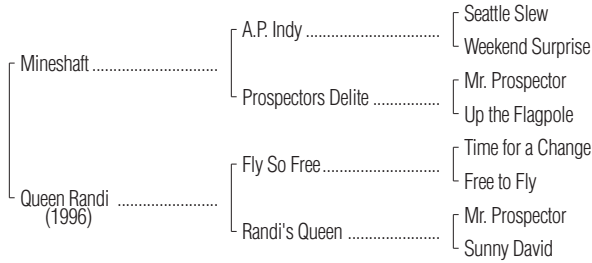 Seattle Slew
A.P. Indy ........................
Weekend Surprise
Mineshaft ......................
Mr. Prospector
Prospectors Delite ............
Up the Flagpole
Time for a Change
Fly So Free.....................
Free to Fly
Queen Randi .................
(1996)
Mr. Prospector
Randi's Queen ................
Sunny David